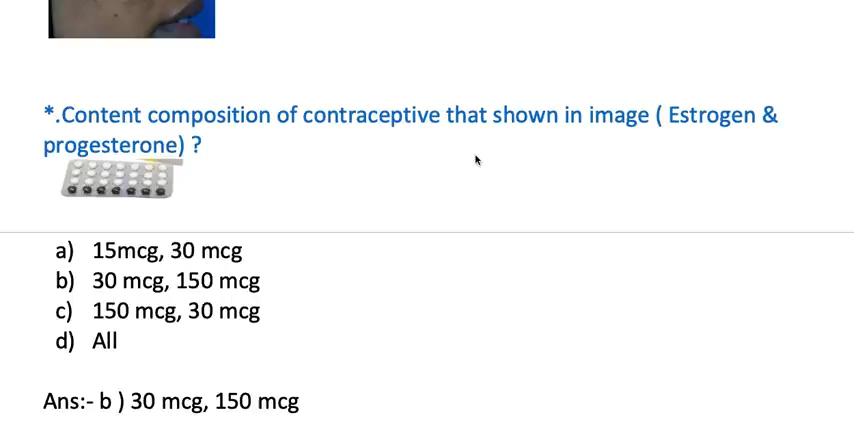 *.Content composition of contraceptive that shown in image ( Estrogen &
progesterone) ?
a) 15mcg, 30 mcg
b) 30 mcg, 150 mcg
c) 150 mcg, 30 mcg
d) All
Ans:- b ) 30 mcg, 150 mcg